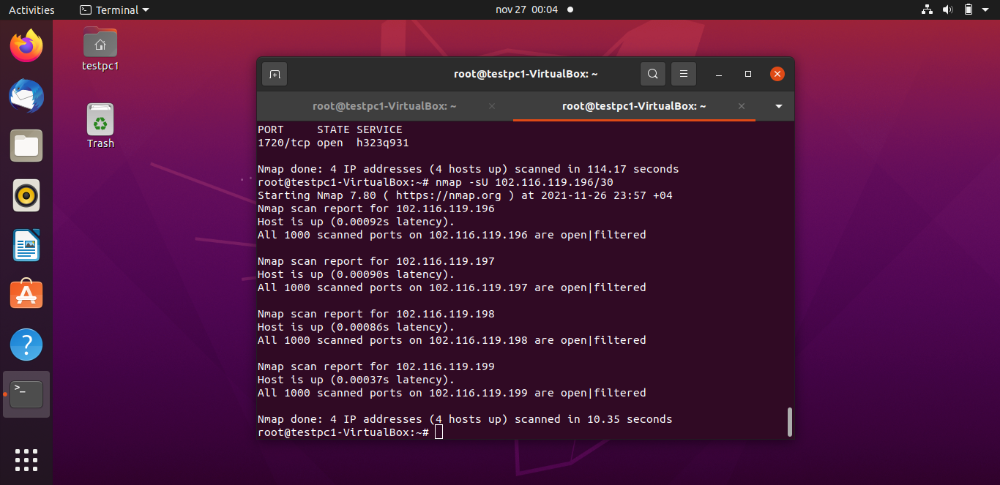 Activities
Terminal
nov 27 00:04
testpc1
Trash
root@testpc1-VirtualBox: ~
root@testpc1-VirtualBox: ~
root@testpc1-VirtualBox: ~
PORT     STATE SERVICE
1720/tcp open  h323q931
Nmap done: 4 IP addresses (4 hosts up) scanned in 114.17 seconds
root@testpc1-VirtualBox:~# nmap -sU 102.116.119.196/30
Starting Nmap 7.80 ( https://nmap.org ) at 2021-11-26 23:57 +04
Nmap scan report for 102.116.119.196
Host is up (0.00092s latency).
All 1000 scanned ports on 102.116.119.196 are open|filtered
Nmap scan report for 102.116.119.197
Host is up (0.00090s latency).
All 1000 scanned ports on 102.116.119.197 are open|filtered
Nmap scan report for 102.116.119.198
Host is up (0.00086s latency).
All 1000 scanned ports on 102.116.119.198 are open|filtered
Nmap scan report for 102.116.119.199
Host is up (0.00037s latency).
All 1000 scanned ports on 102.116.119.199 are open|filtered
Nmap done: 4 IP addresses (4 hosts up) scanned in 10.35 seconds
root@testpc1-VirtualBox:~#